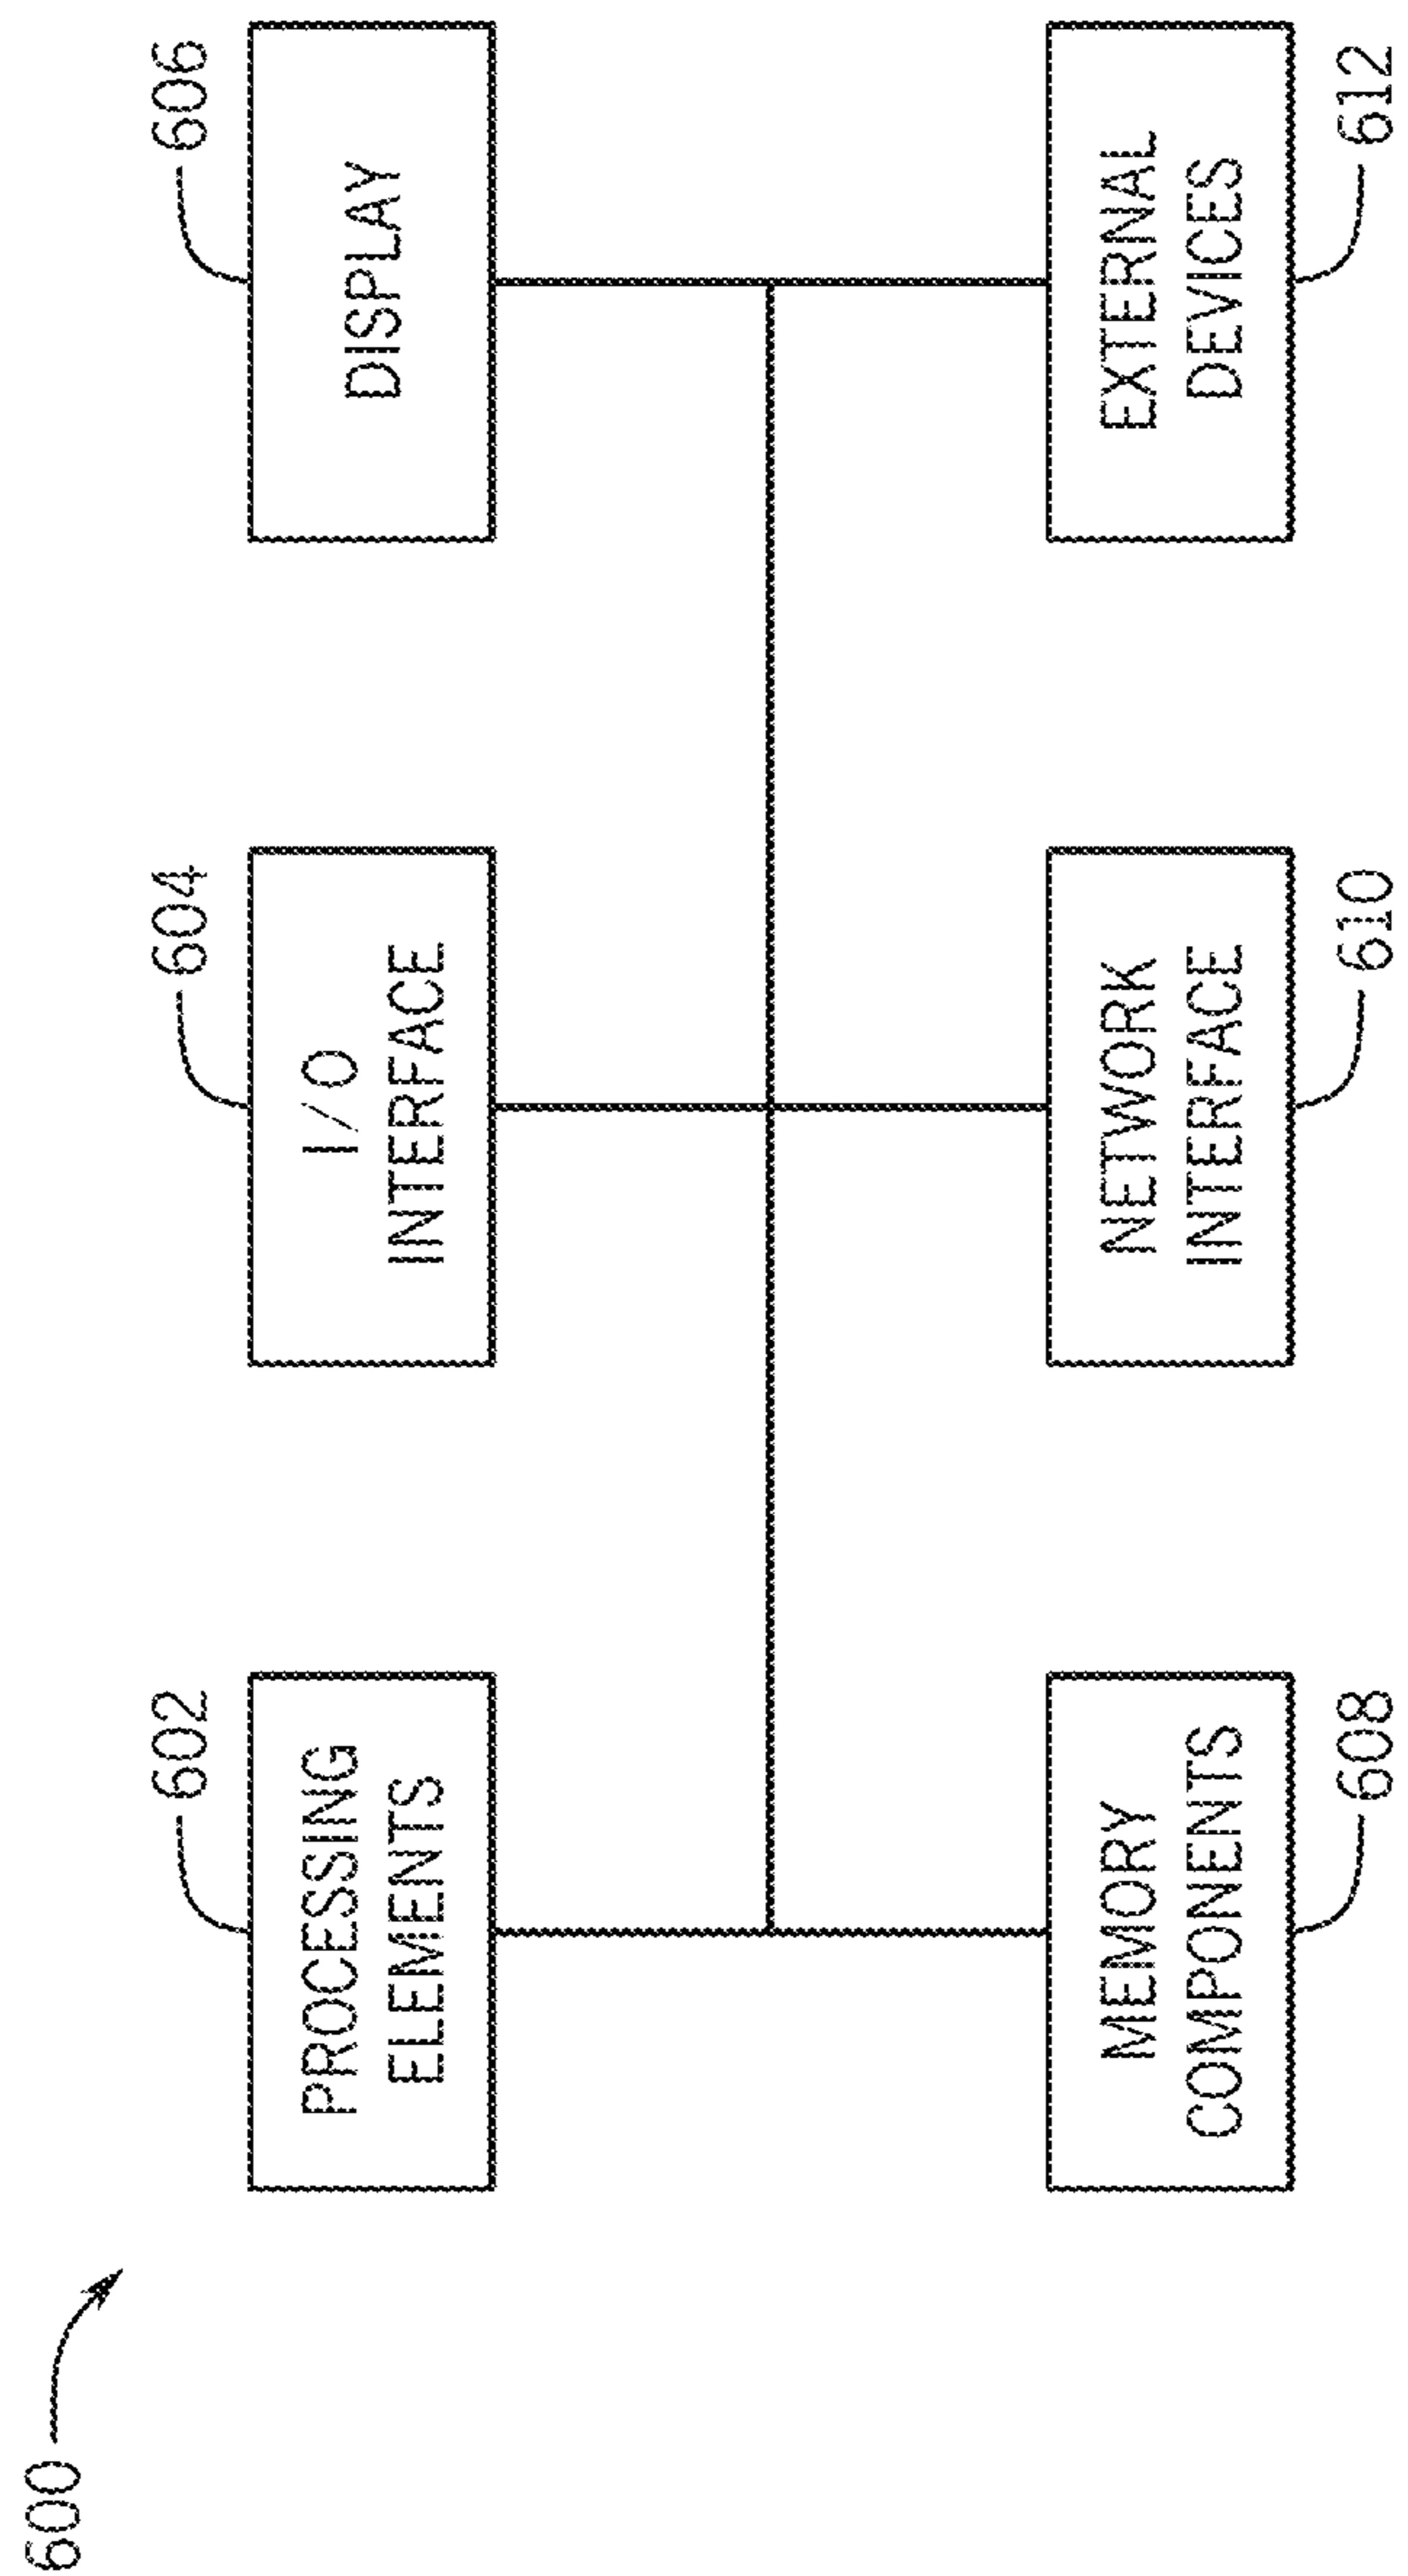 600
602
604
606
PROCESSING
ELEMENTS
I/O
INTERFACE
DISPLAY
MEMORY
COMPONENTS
NETWORK
INTERFACE
EXTERNAL
DEVICES
608
610
612